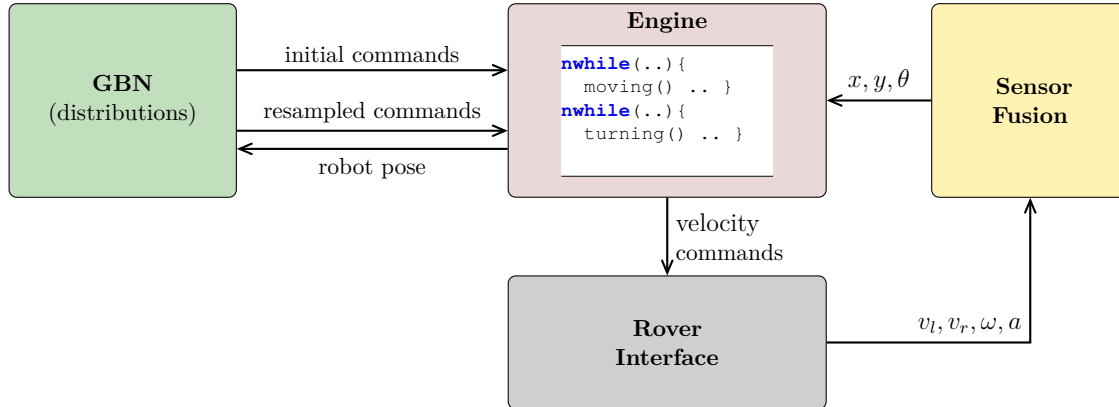 GBN
(distributions)
initial commands
resampled commands
robot pose
Engine
nwhile(..){
moving() .. }
nwhile(..){
turning() .. }
x, y, θ
Sensor
Fusion
velocity
commands
Rover
Interface
v_l, v_r, ω, a